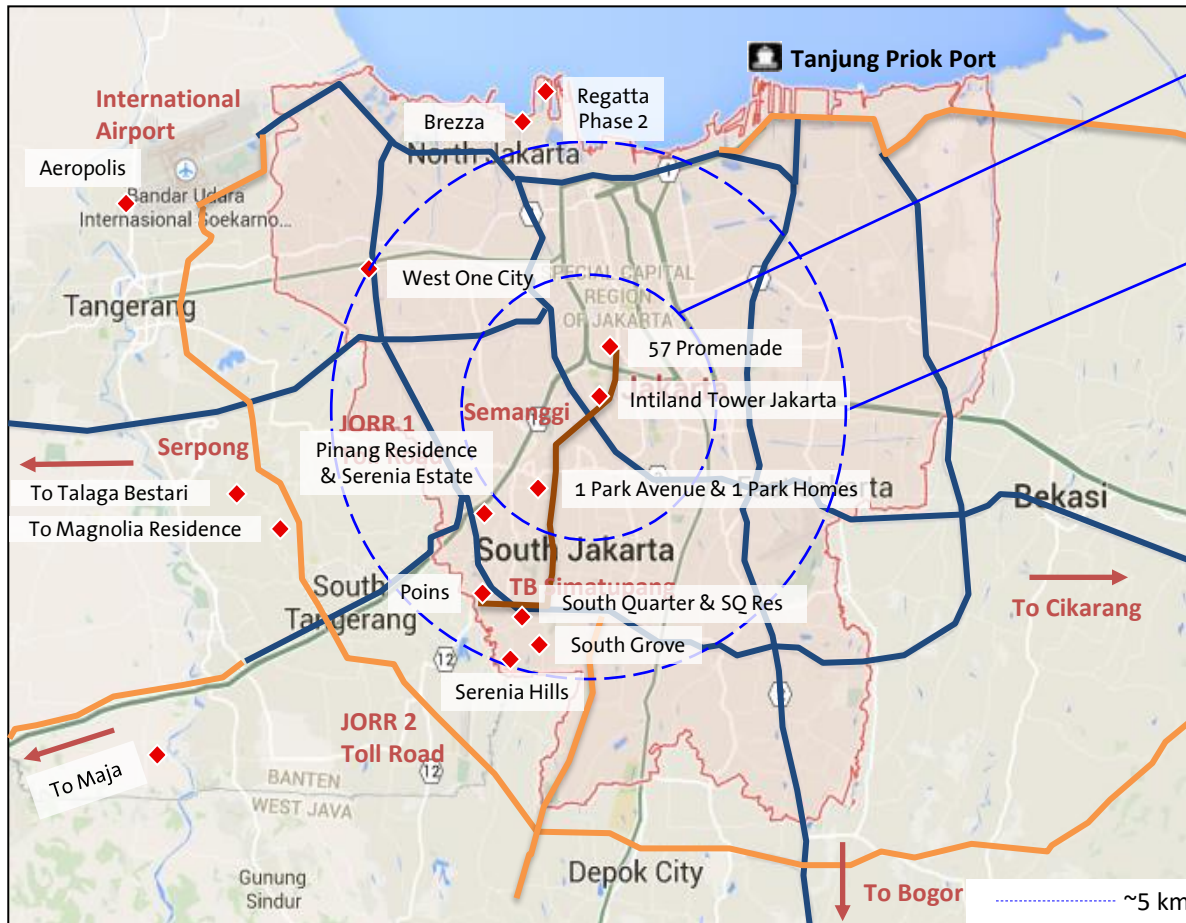 Tanjung Priok Port
International
Airport
Regatta
Phase 2
Brezza
North Jakarta
Aeropolis
Bandar Udara
Internasional Soekarno...
West One City
SPECIAL CAPITAL
REGION
OF JAKARTA
Tangerang
57 Promenade
Jakarta
Intiland Tower Jakarta
JORR 1
Semanggi
Serpong
Pinang Residence
& Serenia Estate
To Talaga Bestari
1 Park Avenue & 1 Park Homes
Bekasi
To Magnolia Residence
South Jakarta
South
Tangerang
TB Simatupang
Poins
South Quarter & SQ Res
To Cikarang
South Grove
12
Serenia Hills
JORR 2
Toll Road
12
To Maja
BANTEN
WEST JAVA
Depok City
Gunung
Sindur
To Bogor
~5 km